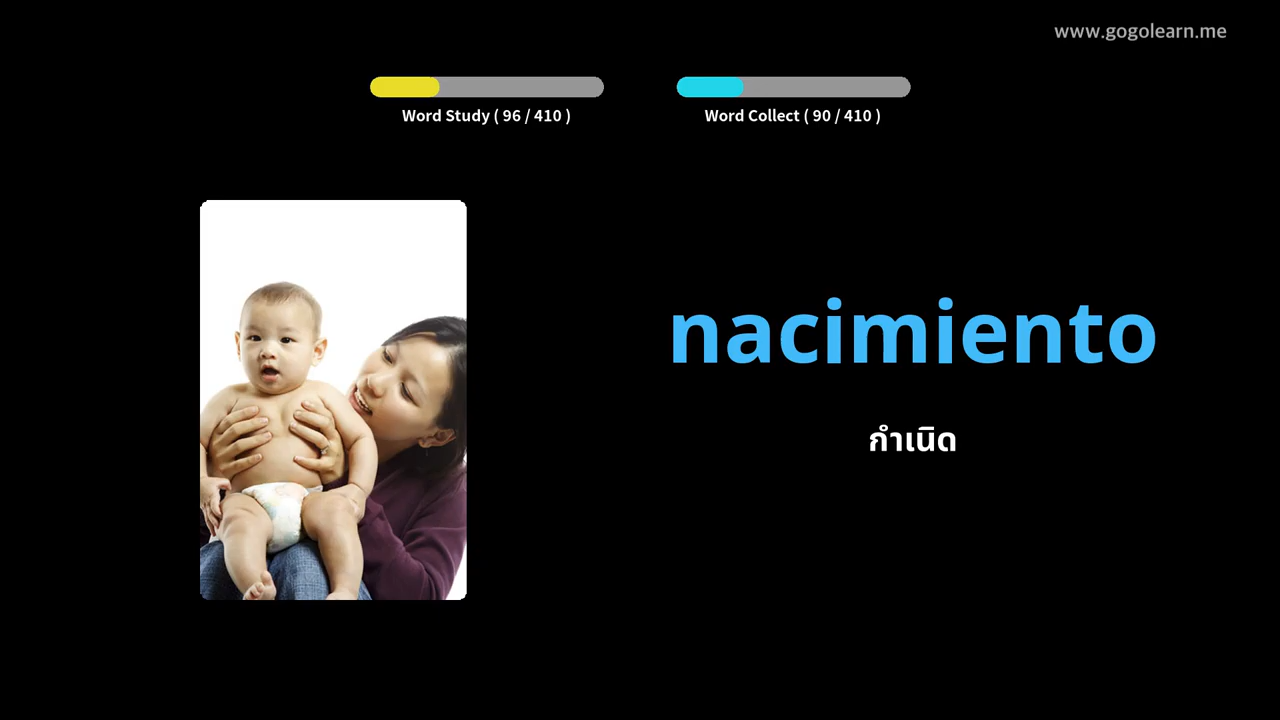 www.gogolearn.me
Word Study ( 96 / 410 )
Word Collect ( 90 / 410 )
nacimiento
กำเนิด